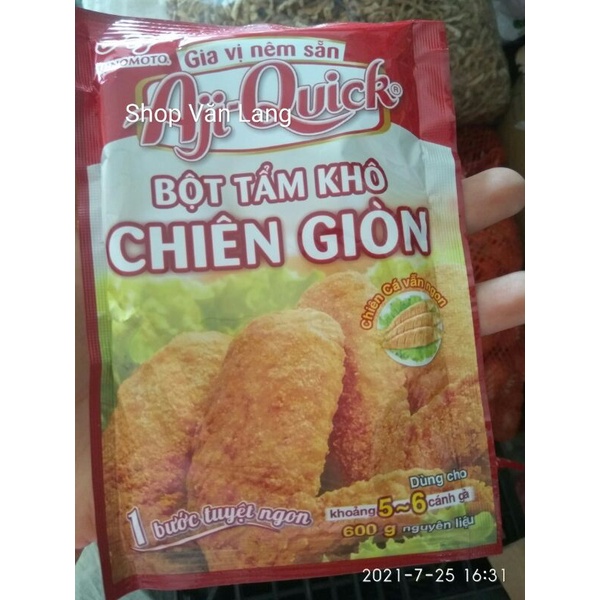 Gia vị nêm sẵn
Aji-Quick®
Shop Văn Lang
BỘT TẨM KHÔ
CHIÊN GIÒN
Chiên Cá vẫn ngon
Dùng cho
khoảng 5~6 cánh gà
600 g nguyên liệu
1 bước tuyệt ngon
2021-7-25 16:31